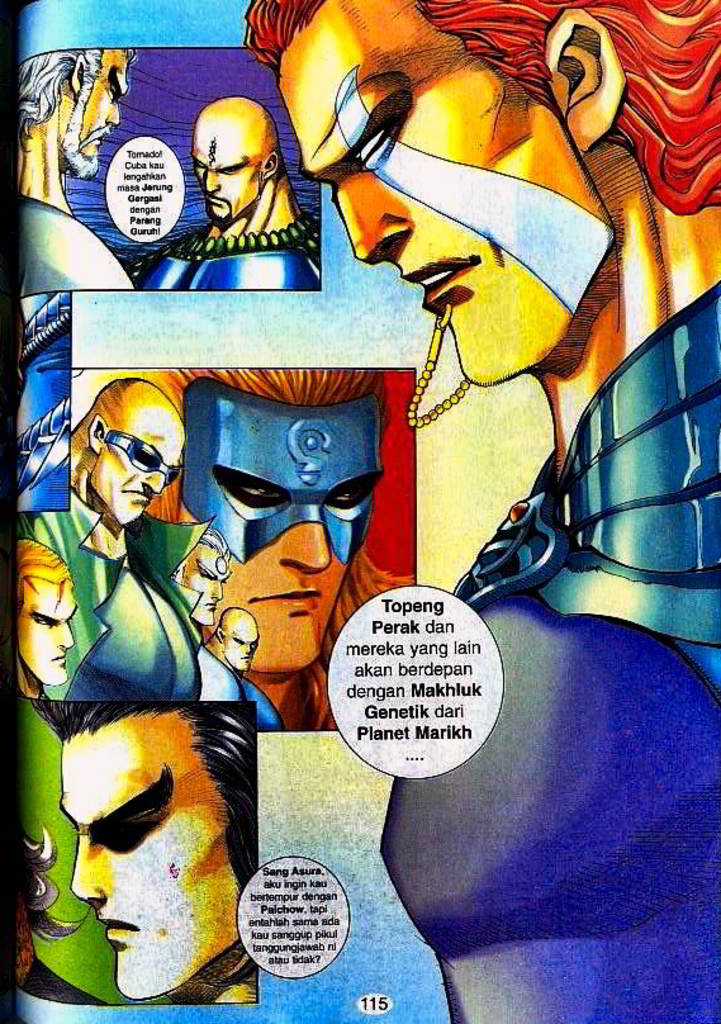 Tornado!
Cuba kau
lengahkan
masa Jerung
Gergasi
dengan
Parang
Guruh!
Topeng
Perak dan
mereka yang lain
akan berdepan
dengan Makhluk
Genetik dari
Planet Marikh
....
Sang Asura,
aku ingin kau
bertempur dengan
Paichow, tapi
entahlah sama ada
kau sanggup pikul
tanggungjawab ni
atau tidak?
115